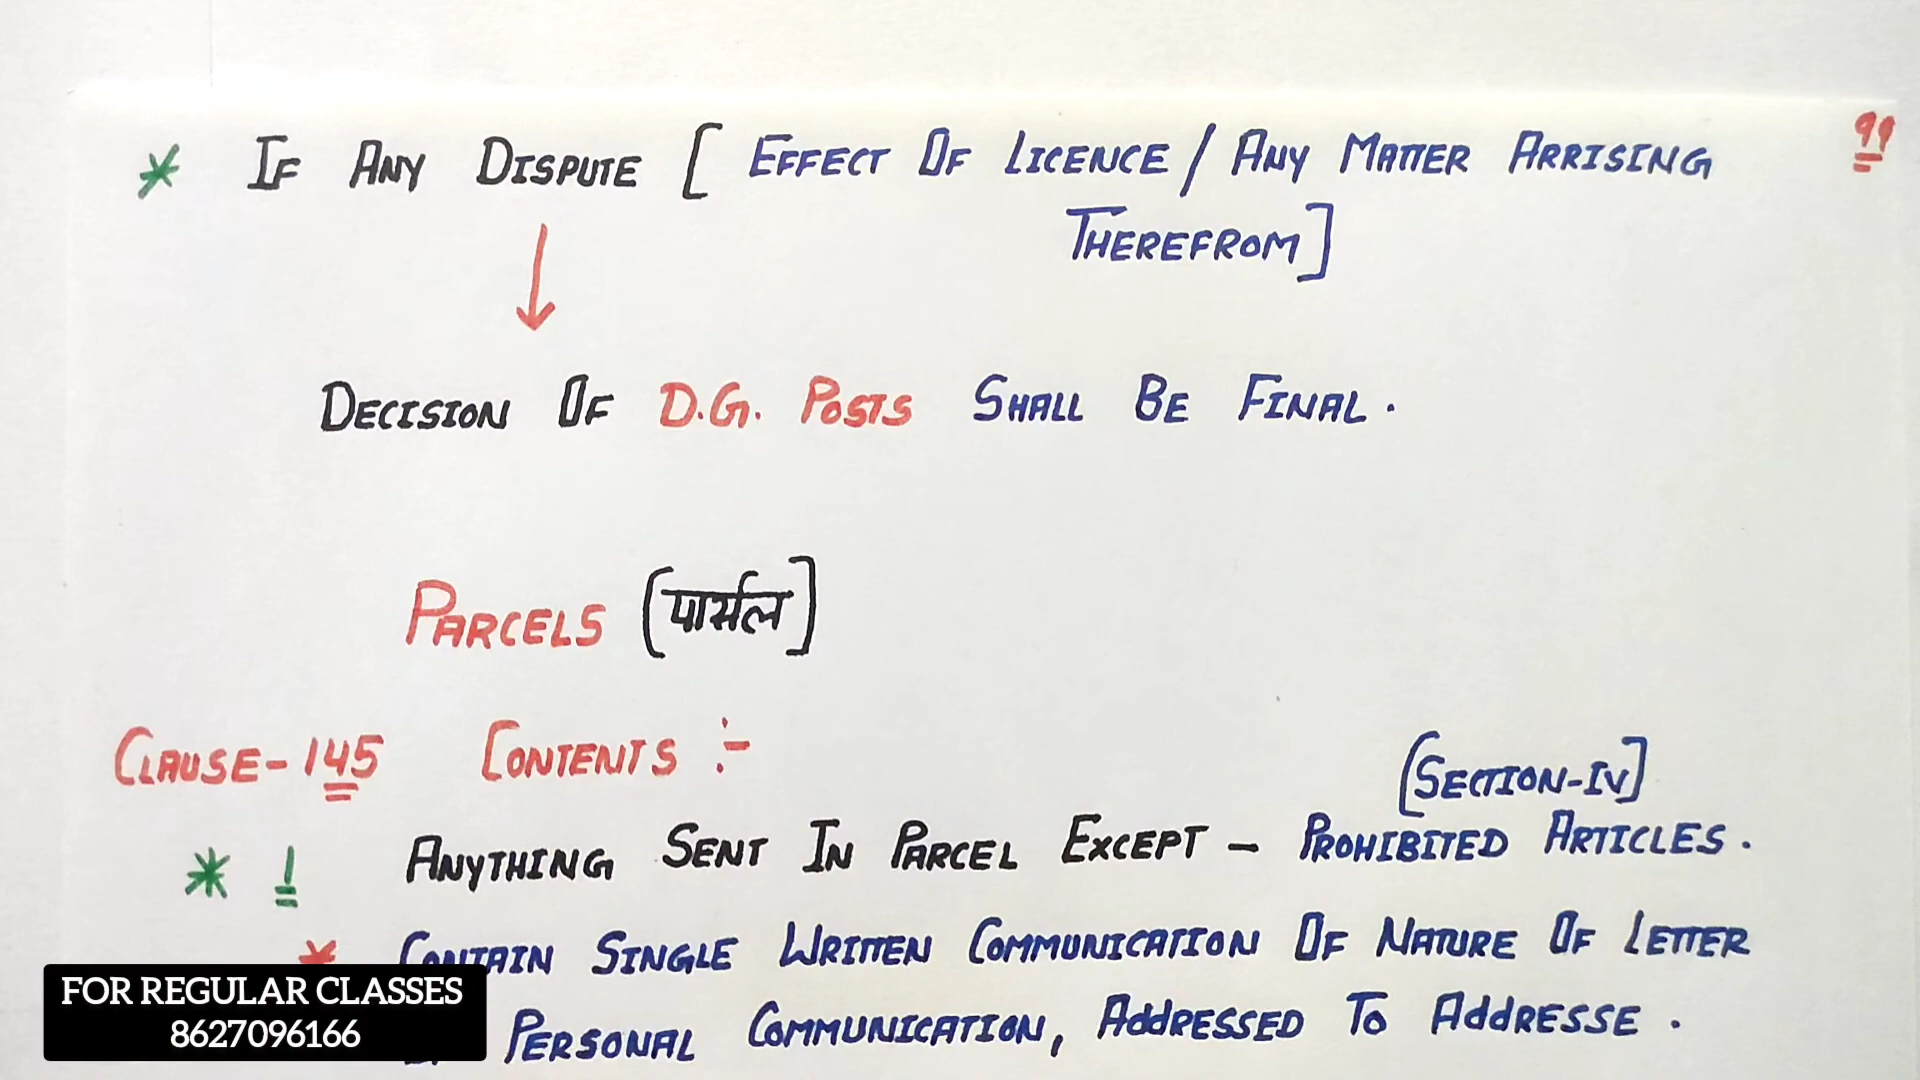 * IF ANY DISPUTE [ EFFECT OF LICENCE / ANY MATTER ARRISING
THEREFROM ]
99
DECISION OF D.G. POSTS SHALL BE FINAL.
PARCELS (पार्सल]
CLAUSE-145 CONTENTS :-
(SECTION-IV]
* 1 ANYTHING SENT IN PARCEL EXCEPT - PROHIBITED ARTICLES.
* CONTAIN SINGLE WRITTEN COMMUNICATION OF NATURE OF LETTER
PERSONAL COMMUNICATION, ADDRESSED TO ADDRESSE.
FOR REGULAR CLASSES
8627096166